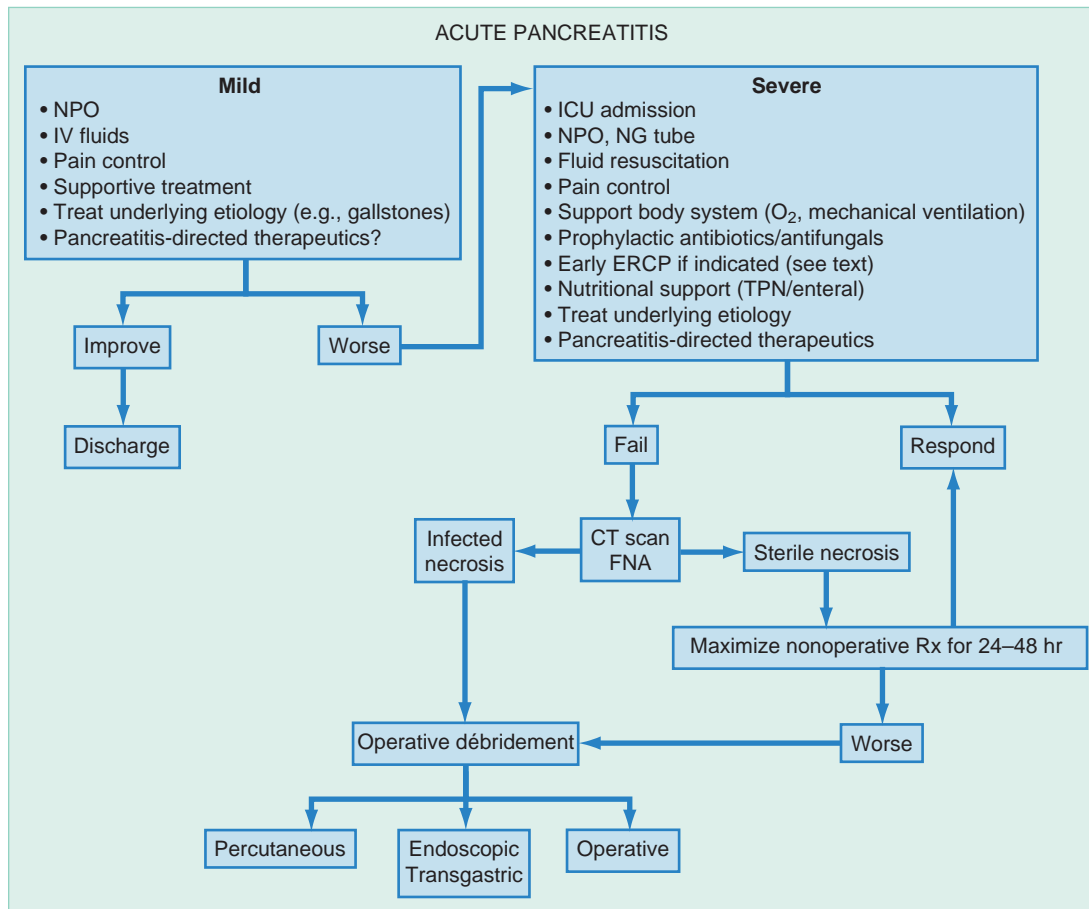 ACUTE PANCREATITIS
Mild
• NPO
• IV fluids
• Pain control
• Supportive treatment
• Treat underlying etiology (e.g., gallstones)
• Pancreatitis-directed therapeutics?
Severe
• ICU admission
• NPO, NG tube
• Fluid resuscitation
• Pain control
• Support body system (O₂, mechanical ventilation)
• Prophylactic antibiotics/antifungals
• Early ERCP if indicated (see text)
• Nutritional support (TPN/enteral)
• Treat underlying etiology
• Pancreatitis-directed therapeutics
Improve
Worse
Discharge
Fail
Respond
Infected
necrosis
CT scan
FNA
Sterile necrosis
Maximize nonoperative Rx for 24–48 hr
Operative débridement
Worse
Percutaneous
Endoscopic
Transgastric
Operative